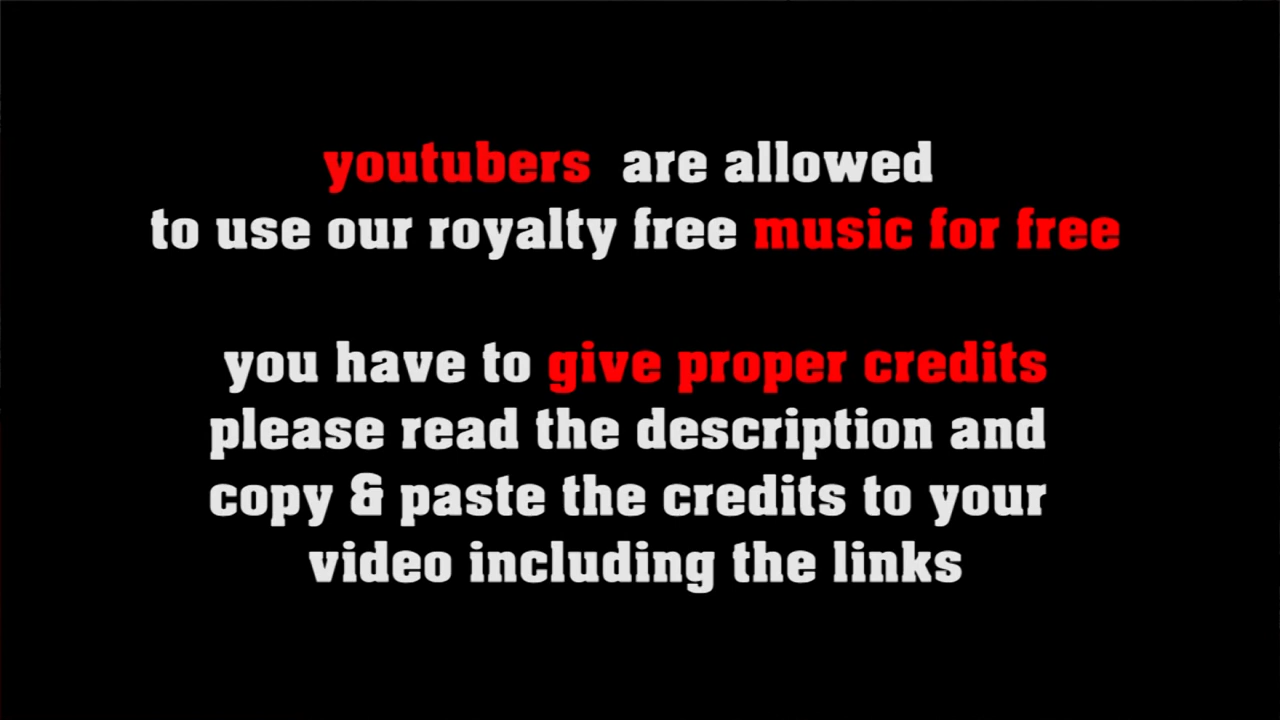 youtubers are allowed
to use our royalty free music for free
you have to give proper credits
please read the description and
copy & paste the credits to your
video including the links